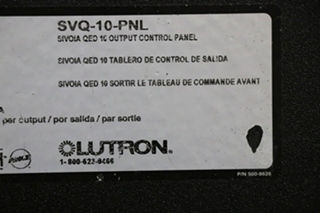 SVQ-10-PNL
SIVOIA QED 10 OUTPUT CONTROL PANEL
SIVOIA QED 10 TABLERO DE CONTROL DE SALIDA
SIVOIA QED 10 SORTIR LE TABLEAU DE COMMANDE AVANT
per output / por salida / par sortie
LUTRON.
1-800-523-9466